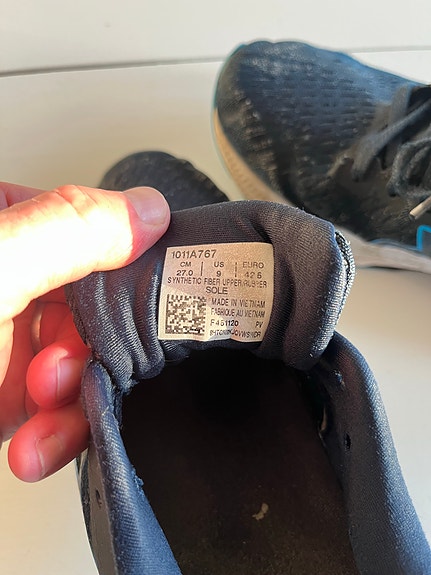 1011A767
CM US EURO
27.0 9 42.5
SYNTHETIC FIBER UPPER/RUBBER
SOLE
MADE IN VIETNAM
FABRIQUE AU VIETNAM
PV